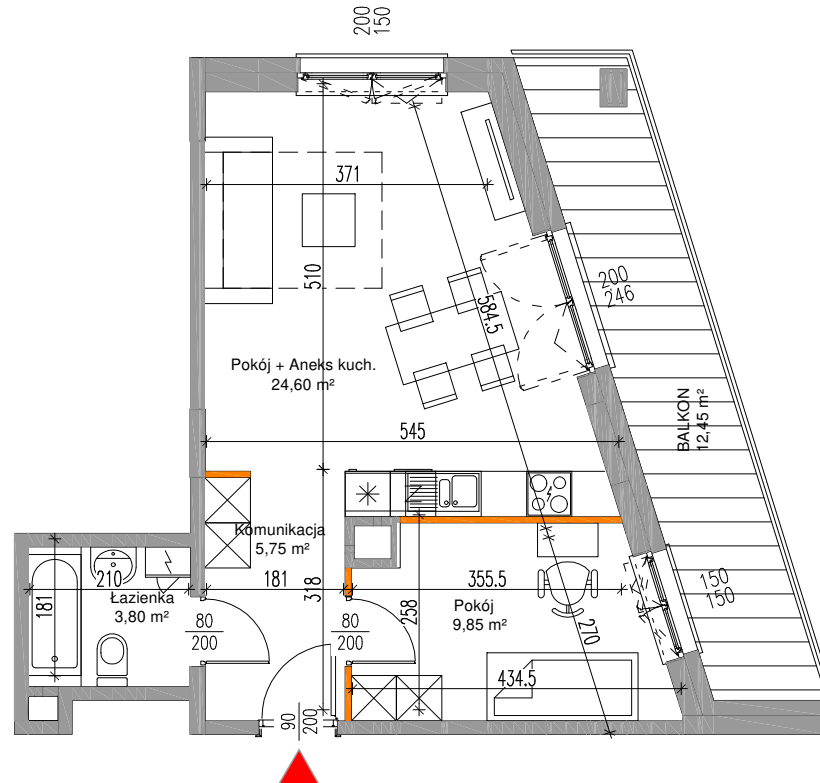 200
150
371
510
584.5
200
246
Pokój + Aneks kuch.
24,60 m²
BALKON
12,45 m²
545
Komunikacja
5,75 m²
210
181
318
355.5
150
150
Łazienka
3,80 m²
181
80
200
80
200
258
Pokój
9,85 m²
270
434.5
90
200